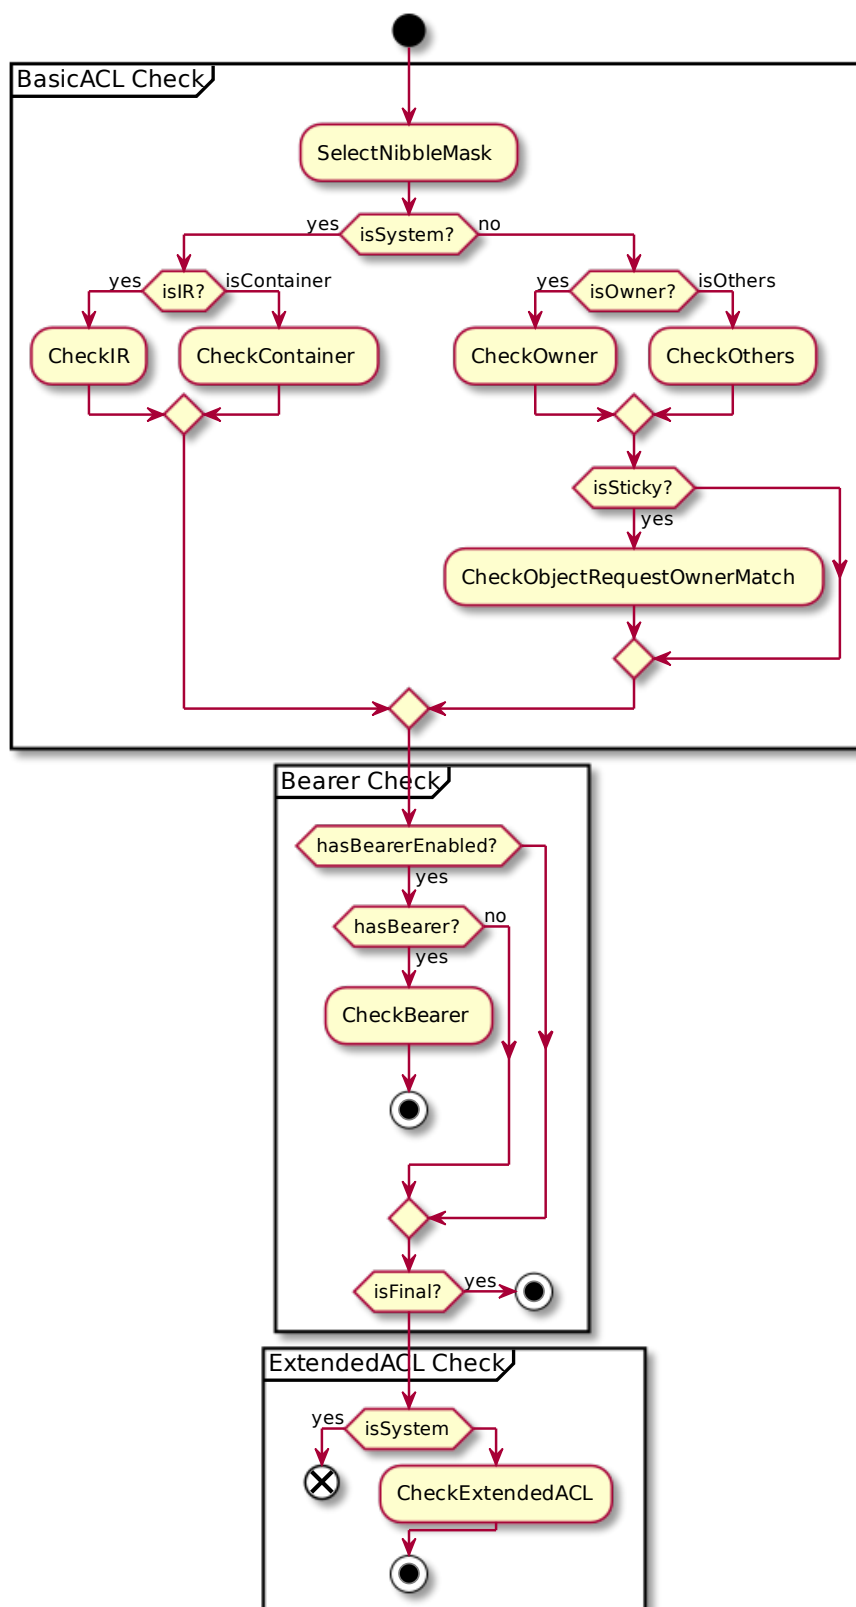 BasicACL Check
SelectNibbleMask
yes isSystem? no
yes isIR? isContainer yes isOwner? isOthers
CheckIR CheckContainer CheckOwner CheckOthers
isSticky?
yes
CheckObjectRequestOwnerMatch
Bearer Check
hasBearerEnabled?
yes
hasBearer? no
yes
CheckBearer
isFinal? yes
ExtendedACL Check
yes isSystem
CheckExtendedACL